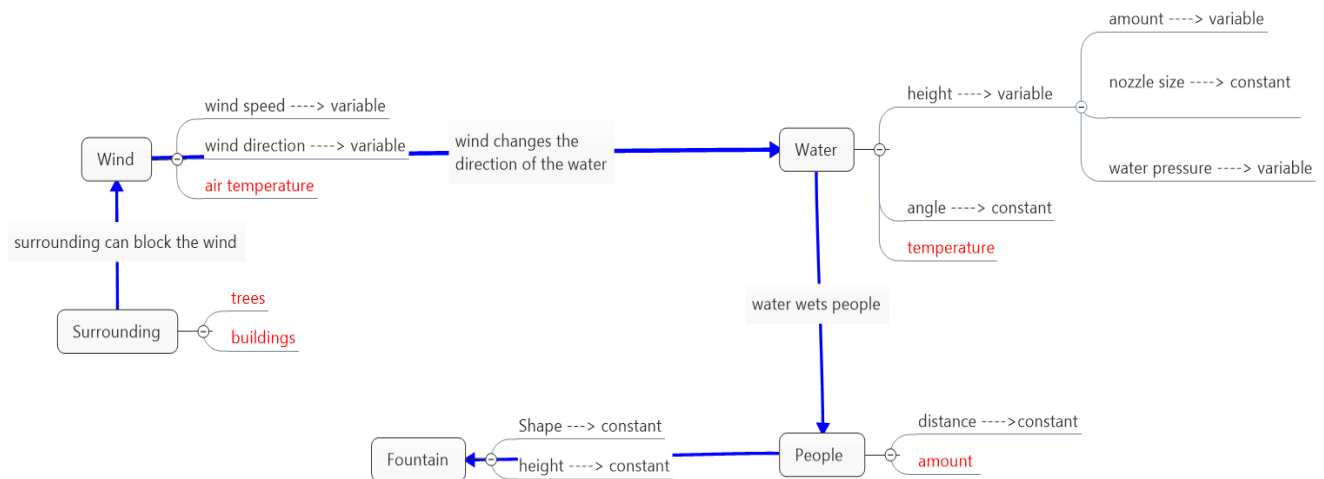 amount ----> variable
nozzle size ----> constant
water pressure ----> variable
height ----> variable
angle ----> constant
temperature
Water
wind speed ----> variable
wind direction ----> variable
air temperature
Wind
wind changes the
direction of the water
surrounding can block the wind
Surrounding
trees
buildings
water wets people
People
distance ---->constant
amount
Fountain
Shape ---> constant
height ----> constant